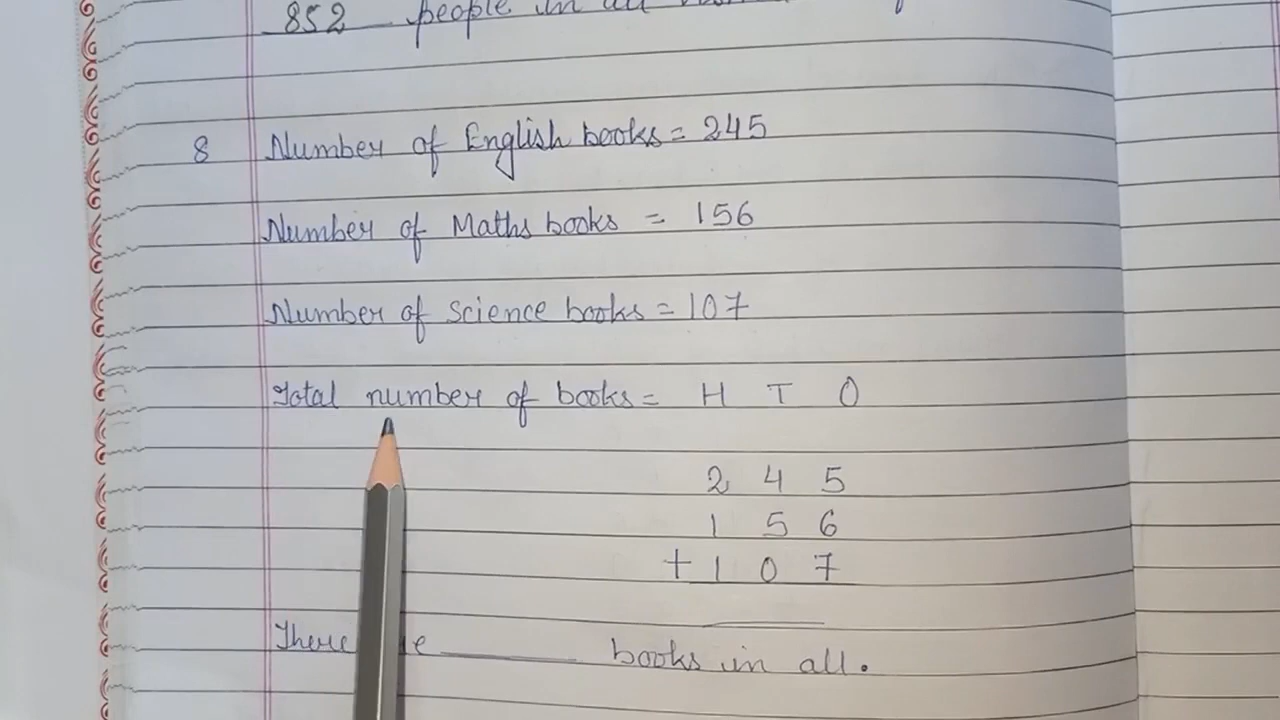 852 people in all
8 Number of English books = 245
Number of Maths books = 156
Number of Science books = 107
Total number of books = H T O
2 4 5
1 5 6
+ 1 0 7
There books in all.